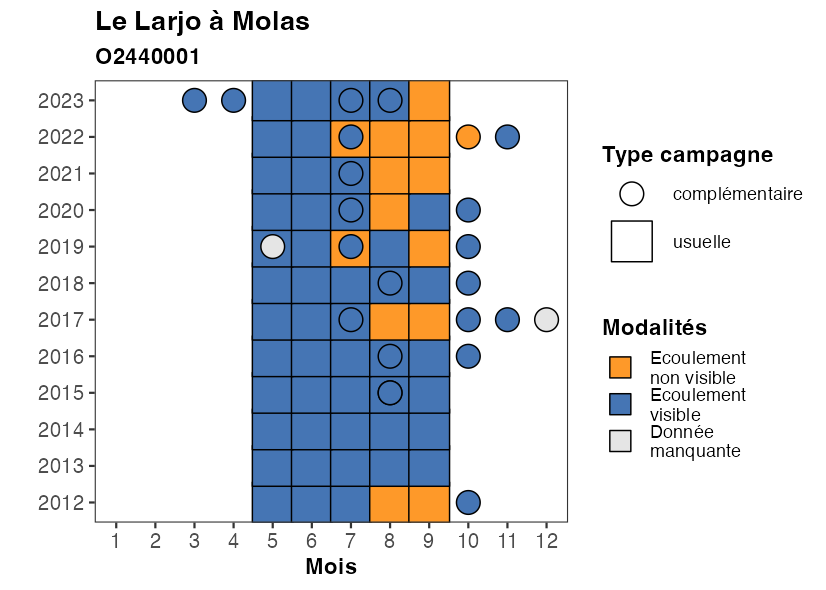 Le Larjo à Molas
O2440001
2023
2022
2021
2020
2019
2018
2017
2016
2015
2014
2013
2012
1 2 3 4 5 6 7 8 9 10 11 12
Mois
Type campagne
complémentaire
usuelle
Modalités
Ecoulement
non visible
Ecoulement
visible
Donnée
manquante